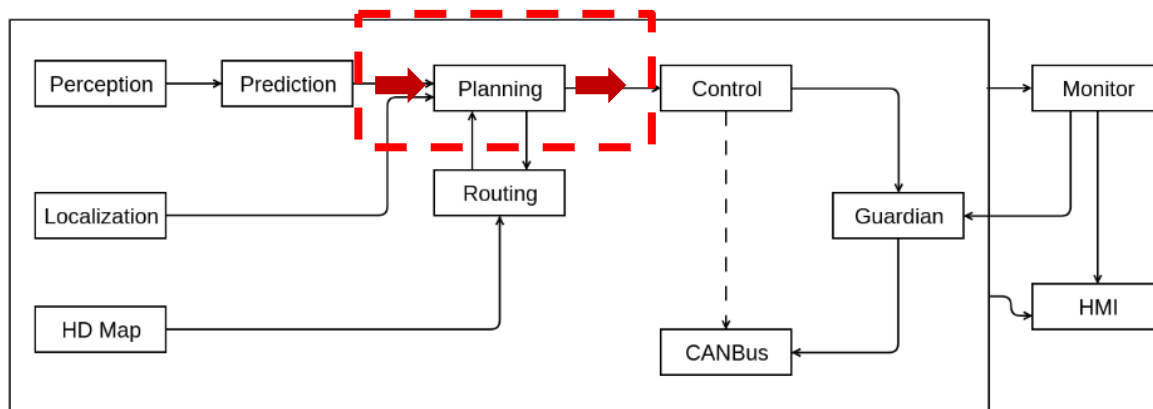 Perception
Prediction
Planning
Control
Monitor
Localization
Routing
Guardian
HD Map
CANBus
HMI